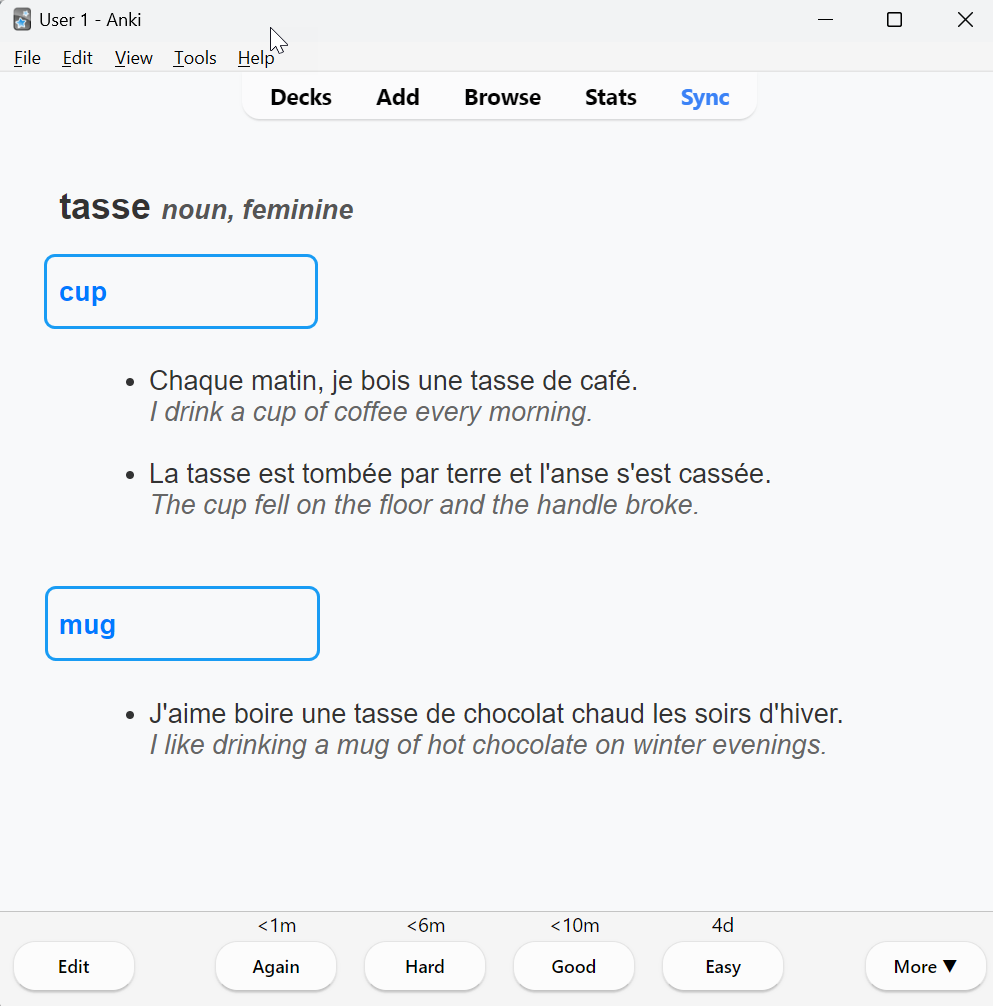 User 1 - Anki
File Edit View Tools Help
Decks Add Browse Stats Sync
tasse noun, feminine
cup
• Chaque matin, je bois une tasse de café.
I drink a cup of coffee every morning.
• La tasse est tombée par terre et l'anse s'est cassée.
The cup fell on the floor and the handle broke.
mug
• J'aime boire une tasse de chocolat chaud les soirs d'hiver.
I like drinking a mug of hot chocolate on winter evenings.
<1m <6m <10m 4d
Edit Again Hard Good Easy More ▼